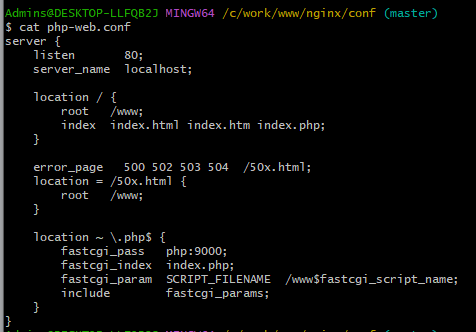 Admins@DESKTOP-LLFQB2J MINGW64 /c/work/www/nginx/conf (master)
$ cat php-web.conf
server {
    listen       80;
    server_name  localhost;

    location / {
        root   /www;
        index  index.html index.htm index.php;
    }

    error_page   500 502 503 504  /50x.html;
    location = /50x.html {
        root   /www;
    }

    location ~ \.php$ {
        fastcgi_pass   php:9000;
        fastcgi_index  index.php;
        fastcgi_param  SCRIPT_FILENAME  /www$fastcgi_script_name;
        include        fastcgi_params;
    }
}